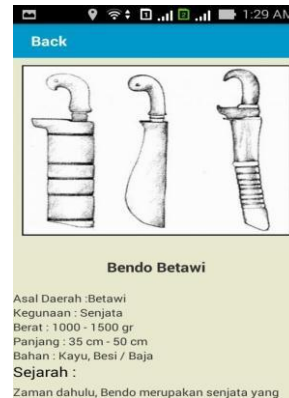 1:29 AM
Back
Bendo Betawi
Asal Daerah :Betawi
Kegunaan : Senjata
Berat : 1000 - 1500 gr
Panjang : 35 cm - 50 cm
Bahan : Kayu, Besi / Baja
Sejarah :
Zaman dahulu, Bendo merupakan senjata yang